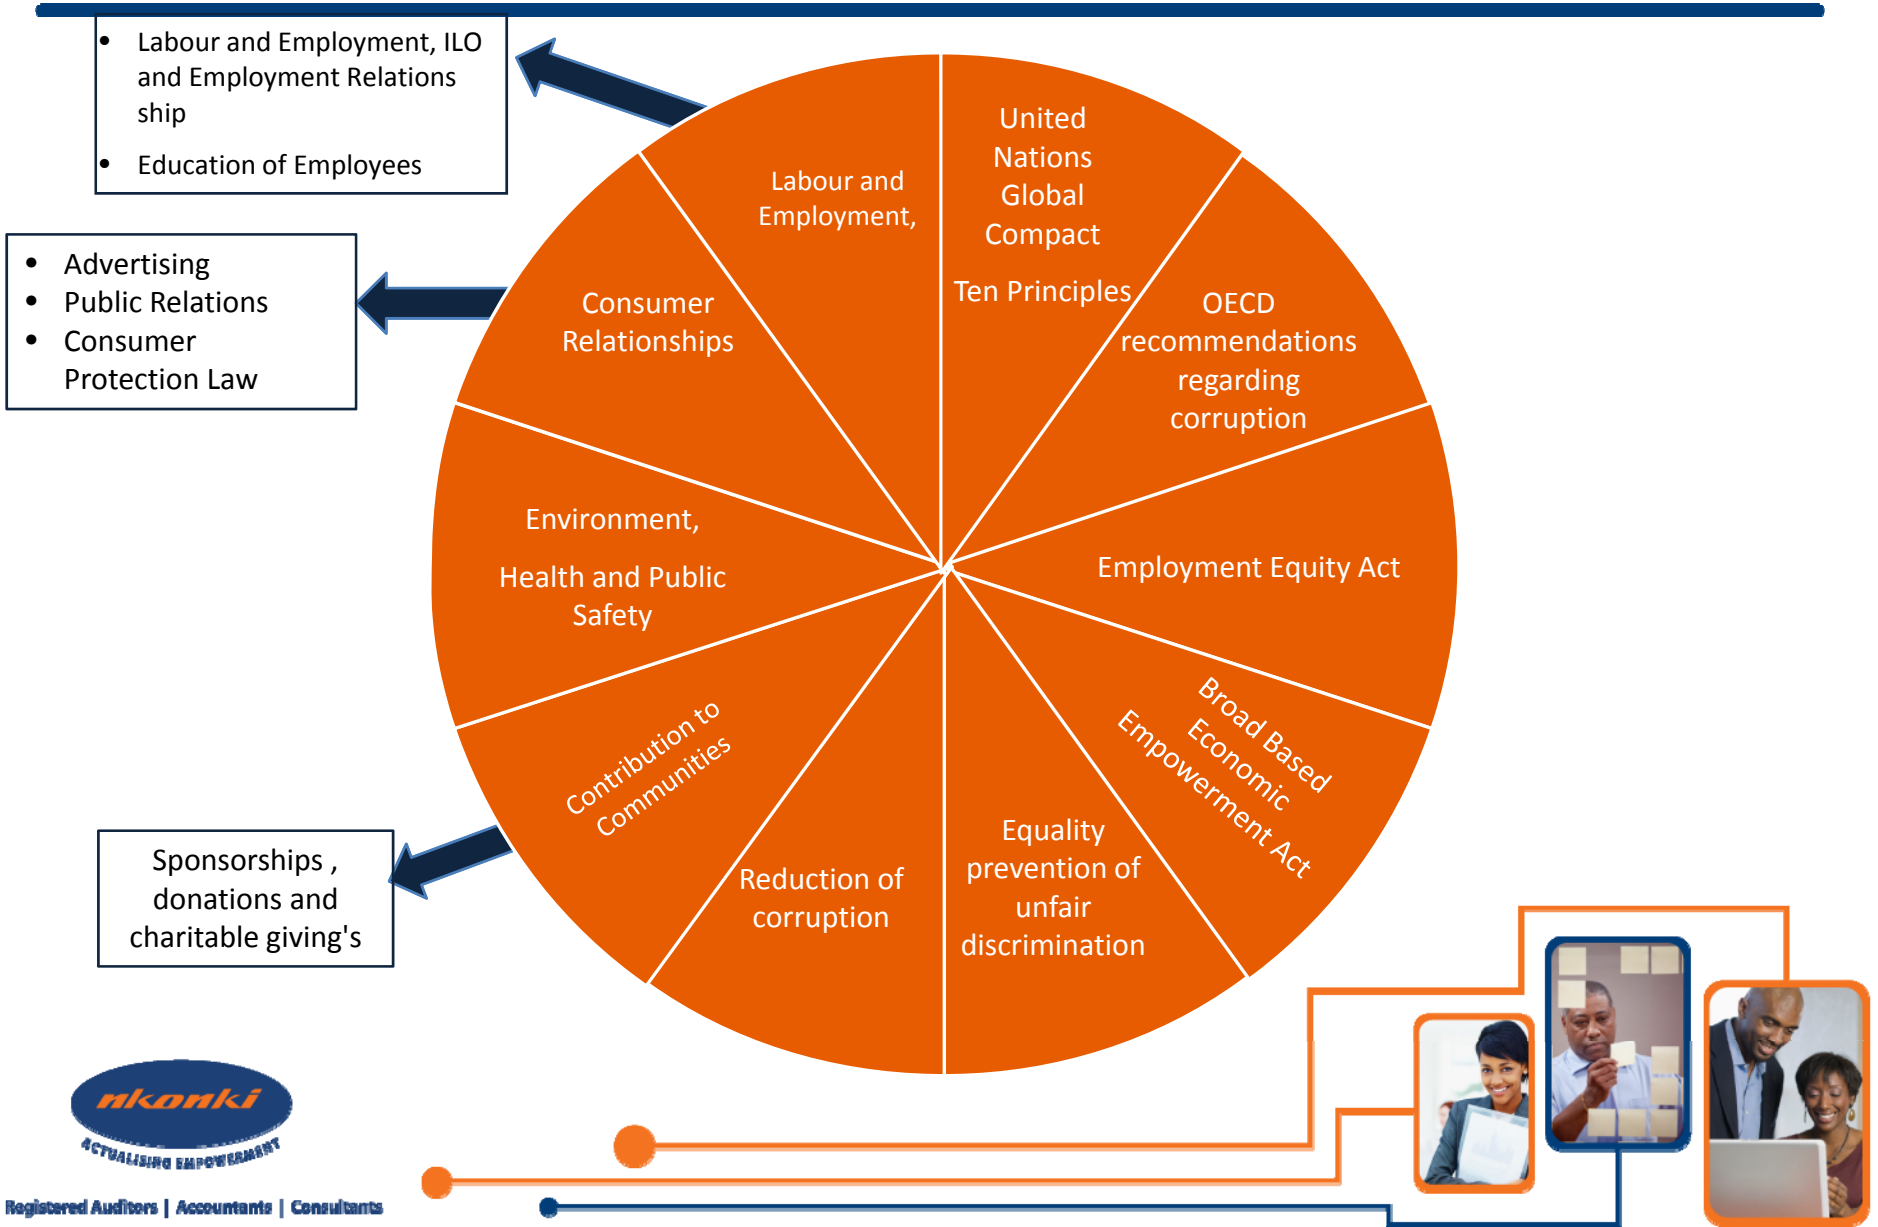 • Labour and Employment, ILO
and Employment Relations
ship
• Education of Employees
• Advertising
• Public Relations
• Consumer
Protection Law
Sponsorships ,
donations and
charitable giving's
Labour and
Employment,
United
Nations
Global
Compact
Ten Principles
OECD
recommendations
regarding
corruption
Employment Equity Act
Broad Based
Economic
Empowerment Act
Equality
prevention of
unfair
discrimination
Reduction of
corruption
Contribution to
Communities
Environment,
Health and Public
Safety
Consumer
Relationships
nkonki
ACTUALISING EMPOWERMENT
Registered Auditors | Accountants | Consultants